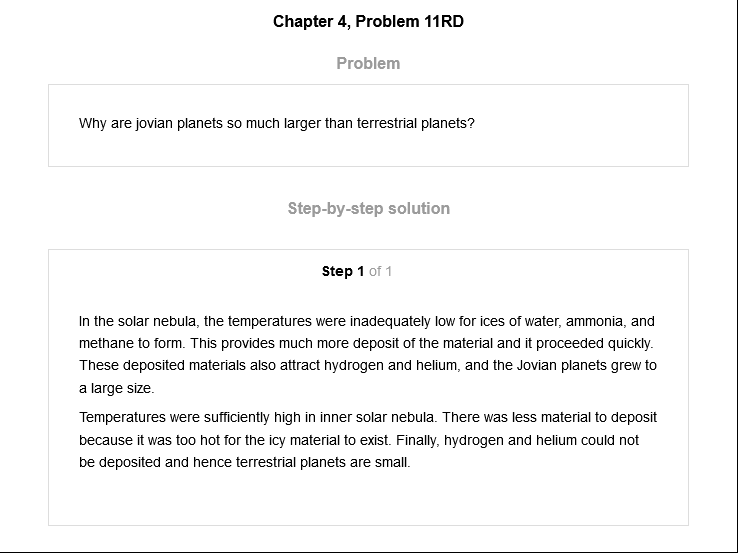 Chapter 4, Problem 11RD
Problem
Why are jovian planets so much larger than terrestrial planets?
Step-by-step solution
Step 1 of 1
In the solar nebula, the temperatures were inadequately low for ices of water, ammonia, and
methane to form. This provides much more deposit of the material and it proceeded quickly.
These deposited materials also attract hydrogen and helium, and the Jovian planets grew to
a large size.
Temperatures were sufficiently high in inner solar nebula. There was less material to deposit
because it was too hot for the icy material to exist. Finally, hydrogen and helium could not
be deposited and hence terrestrial planets are small.